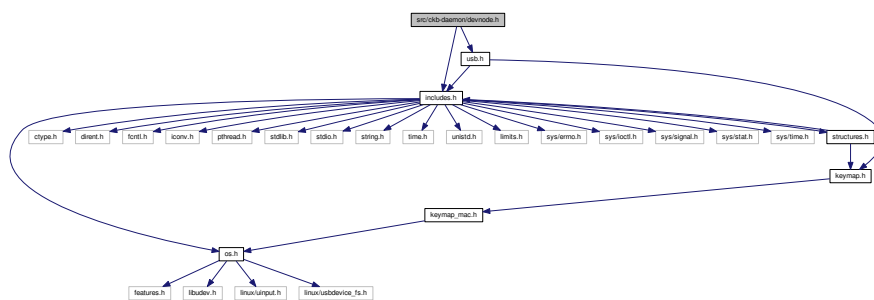 src/ckb-daemon/devnode.h
usb.h
includes.h
ctype.h
dirent.h
fcntl.h
iconv.h
pthread.h
stdlib.h
stdio.h
string.h
time.h
unistd.h
limits.h
sys/errno.h
sys/ioctl.h
sys/signal.h
sys/stat.h
sys/time.h
structures.h
keymap.h
keymap_mac.h
os.h
features.h
libudev.h
linux/uinput.h
linux/usbdevice_fs.h